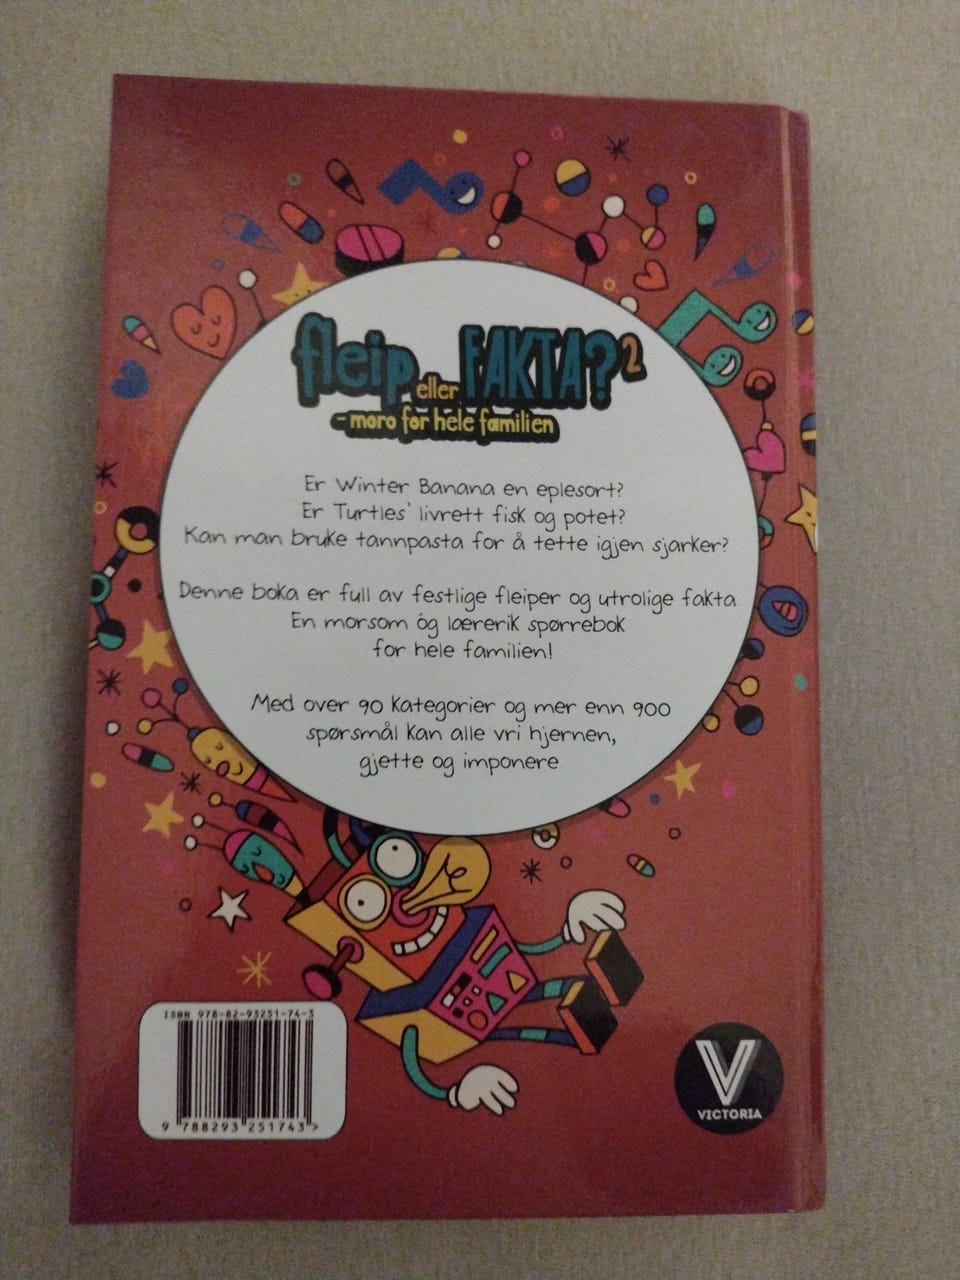 fleip eller FAKTA?2
- moro for hele familien
Er Winter Banana en eplesort?
Er Turtles' livrett fisk og potet?
Kan man bruke tannpasta for å tette igjen sjarker?
Denne boka er full av festlige fleiper og utrolige fakta.
En morsom óg lærerik spørrebok
for hele familien!
Med over 90 kategorier og mer enn 900
spørsmål kan alle vri hjernen,
gjette og imponere.
ISBN 978-82-93251-74-3
9 788293 251743 >
V
VICTORIA